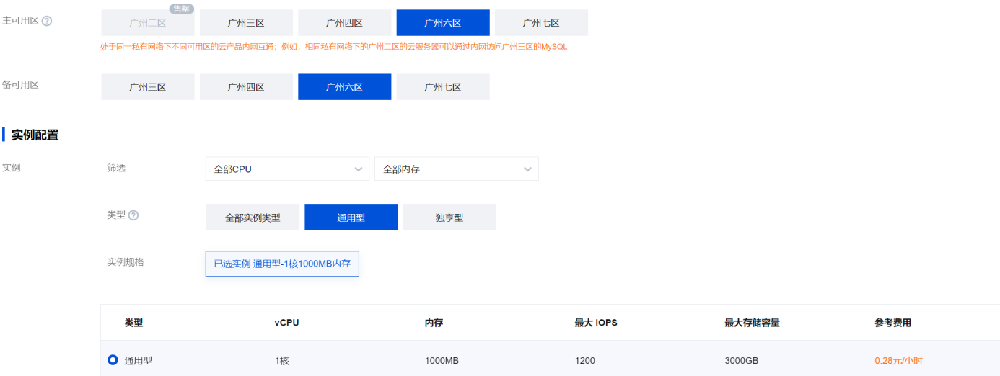 售罄
主可用区 广州二区 广州三区 广州四区 广州六区 广州七区
处于同一私有网络下不同可用区的云产品内网互通；例如，相同私有网络下的广州二区的云服务器可以通过内网访问广州三区的MySQL
备可用区 广州三区 广州四区 广州六区 广州七区
实例配置
实例 筛选 全部CPU 全部内存
类型 全部实例类型 通用型 独享型
实例规格 已选实例 通用型-1核1000MB内存
类型 vCPU 内存 最大 IOPS 最大存储容量 参考费用
通用型 1核 1000MB 1200 3000GB 0.28元/小时